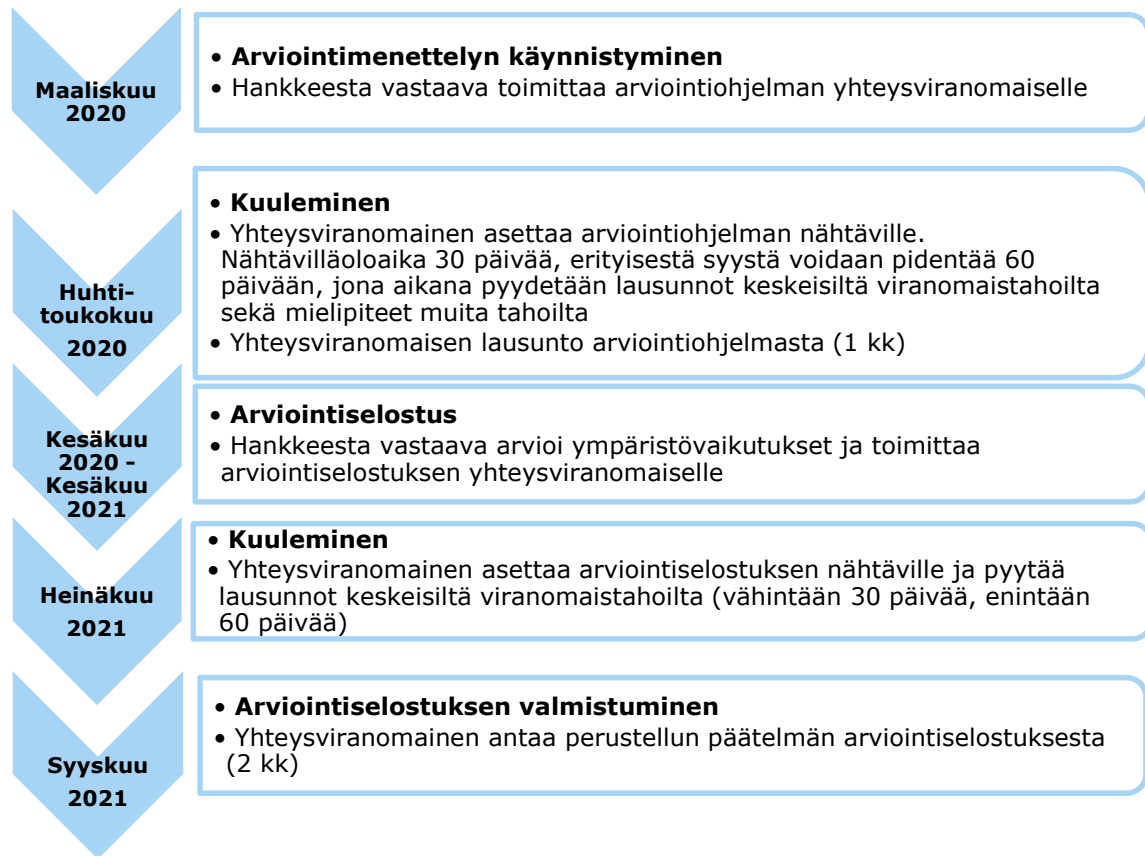 Maaliskuu
2020
• Arviointimenettelyn käynnistyminen
• Hankkeesta vastaava toimittaa arviointiohjelman yhteysviranomaiselle
Huhti-
toukokuu
2020
• Kuuleminen
• Yhteysviranomainen asettaa arviointiohjelman nähtäville.
Nähtävilläoloaika 30 päivää, erityisestä syystä voidaan pidentää 60
päivään, jona aikana pyydetään lausunnot keskeisiltä viranomaistahoilta
sekä mielipiteet muita tahoilta
• Yhteysviranomaisen lausunto arviointiohjelmasta (1 kk)
Kesäkuu
2020 -
Kesäkuu
2021
• Arviointiselostus
• Hankkeesta vastaava arvioi ympäristövaikutukset ja toimittaa
arviointiselostuksen yhteysviranomaiselle
Heinäkuu
2021
• Kuuleminen
• Yhteysviranomainen asettaa arviointiselostuksen nähtäville ja pyytää
lausunnot keskeisiltä viranomaistahoilta (vähintään 30 päivää, enintään
60 päivää)
Syyskuu
2021
• Arviointiselostuksen valmistuminen
• Yhteysviranomainen antaa perustellun päätelmän arviointiselostuksesta
(2 kk)